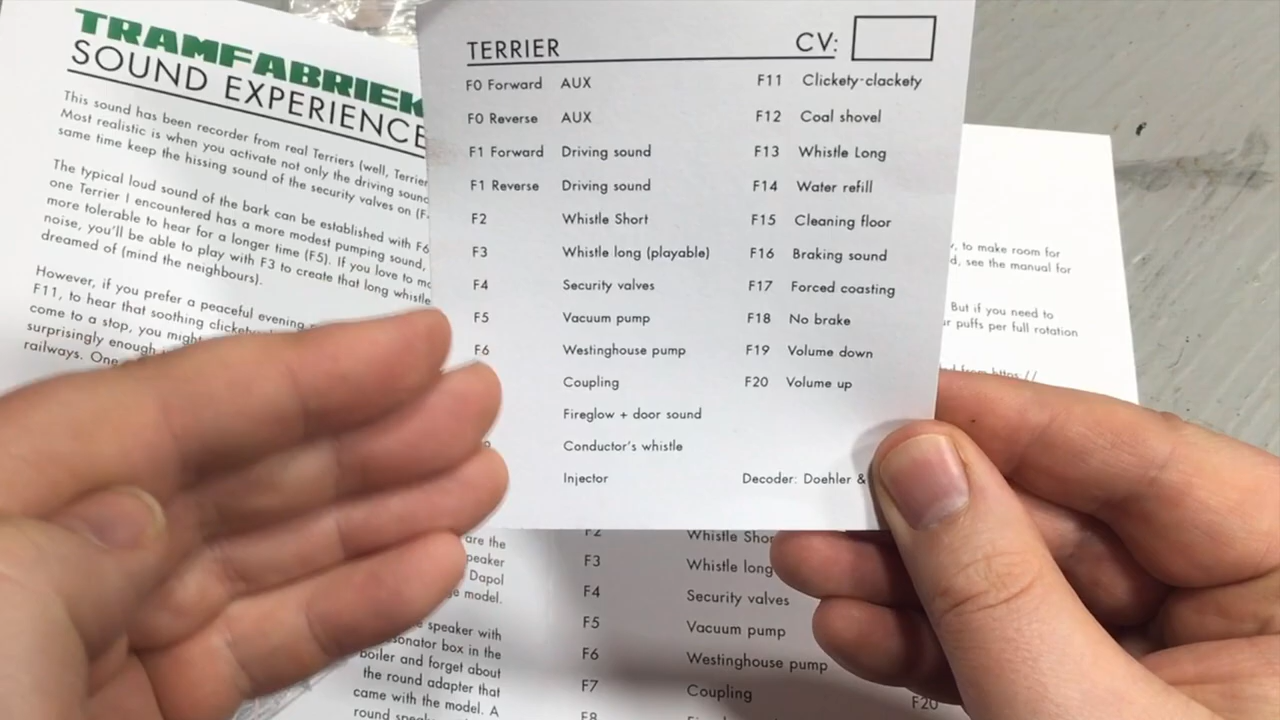 TRAMFABRIEK
SOUND EXPERIENCE
This sound has been recorder from real Terriers (well, Terrier
Most realistic is when you activate not only the driving sound
same time keep the hissing sound of the security valves on (F
The typical loud sound of the bark can be established with F6
one Terrier I encountered has a more modest pumping sound,
more tolerable to hear for a longer time (F5). If you love to
noise, you'll be able to play with F3 to create that long whistle
dreamed of (mind the neighbours).
However, if you prefer a peaceful evening
F11, to hear that soothing
come to a stop, you might
surprisingly enough
railways. One
TERRIER CV:
F0 Forward AUX F11 Clickety-clackety
F0 Reverse AUX F12 Coal shovel
F1 Forward Driving sound F13 Whistle Long
F1 Reverse Driving sound F14 Water refill
F2 Whistle Short F15 Cleaning floor
F3 Whistle long (playable) F16 Braking sound
F4 Security valves F17 Forced coasting
F5 Vacuum pump F18 No brake
F6 Westinghouse pump F19 Volume down
Coupling F20 Volume up
Fireglow + door sound
Conductor's whistle
Injector Decoder: Doehler &
to make room for
see the manual for
But if you need to
puffs per full rotation
from https://
are the
Dapol
model.
speaker with
box in the
boiler and forget about
the round adapter that
came with the model. A
round
F2 Whistle
F3 Whistle long
F4 Security valves
F5 Vacuum pump
F6 Westinghouse pump
F7 Coupling
F8
F20